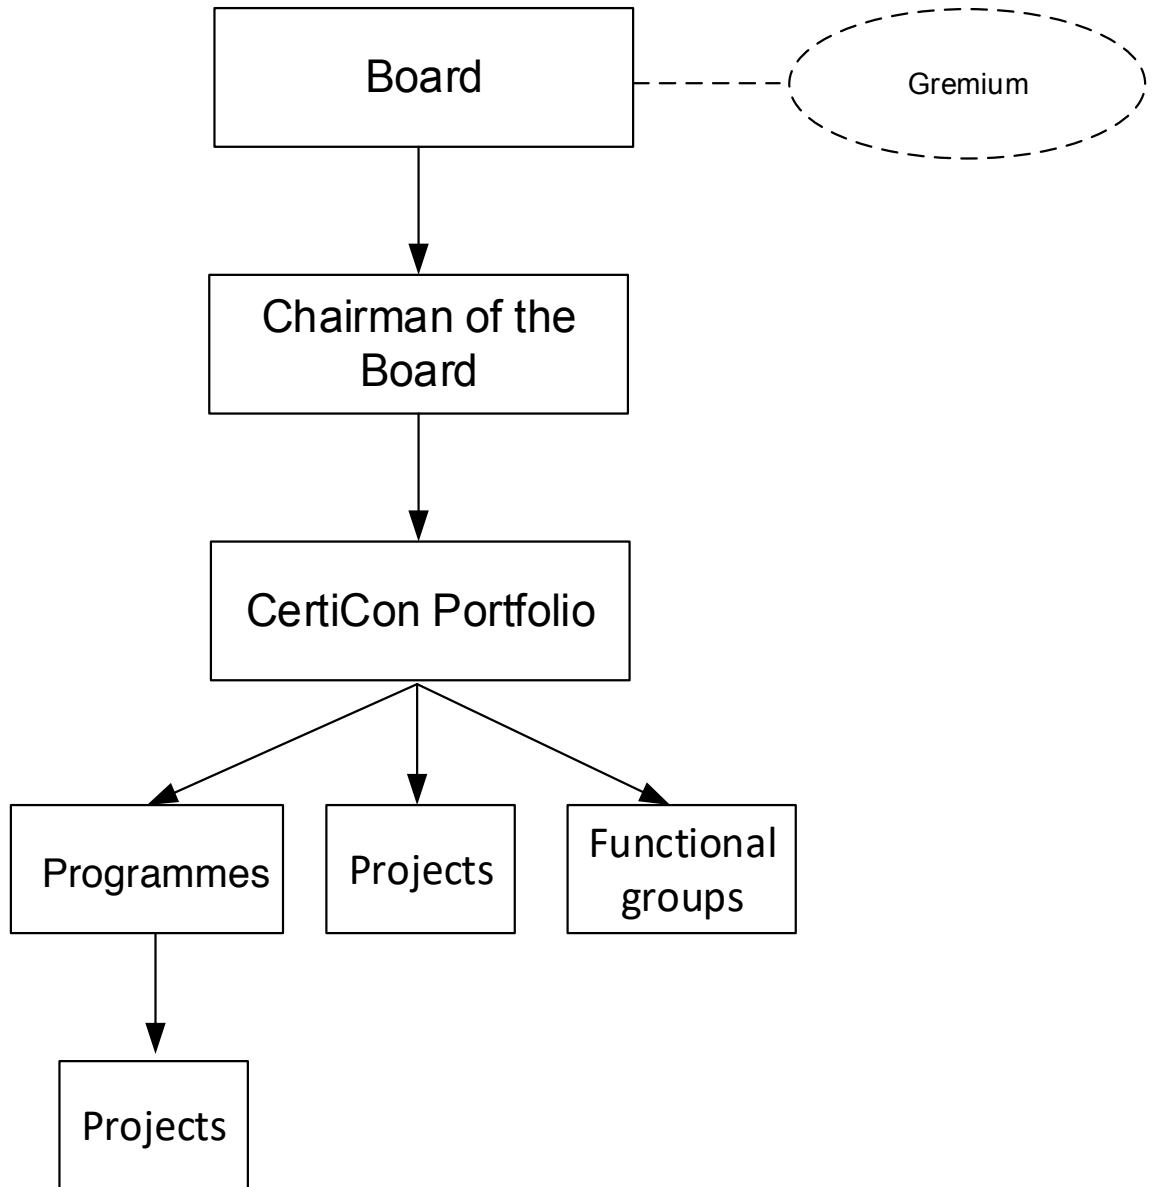 Board
Gremium
Chairman of the
Board
CertiCon Portfolio
Programmes
Projects
Functional
groups
Projects